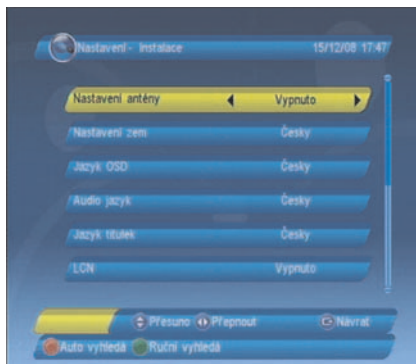 Nastavení - Instalace 15/12/08 17:47
Nastavení antény Vypnuto
Nastavení zemí Česky
Jazyk OSD Česky
Audio jazyk Česky
Jazyk titulek Česky
LCN Vypnuto
Přesuno Přepnout Návrat
Auto vyhledá Ruční vyhledá